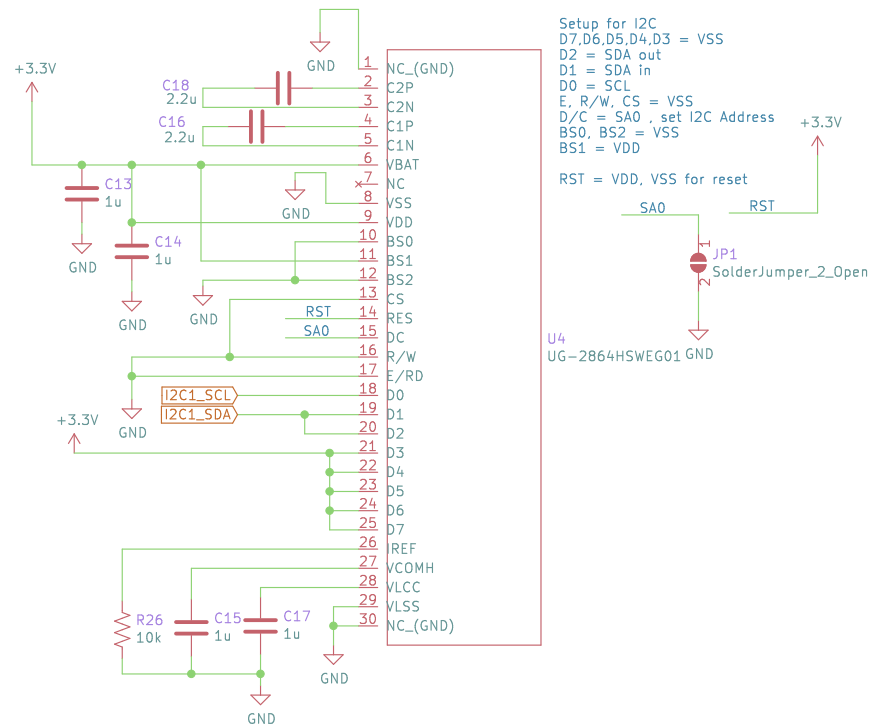 Setup for I2C
D7,D6,D5,D4,D3 = VSS
D2 = SDA out
D1 = SDA in
D0 = SCL
E, R/W, CS = VSS
D/C = SA0 , set I2C Address
BS0, BS2 = VSS
BS1 = VDD
RST = VDD, VSS for reset
+3.3V
SA0
RST
1
JP1
SolderJumper_2_Open
2
GND
GND
+3.3V
C18
2.2u
C16
2.2u
C13
1u
GND
C14
1u
GND
GND
GND
RST
SA0
I2C1_SCL
I2C1_SDA
GND
+3.3V
R26
10k
C15
1u
C17
1u
GND
GND
1 NC_(GND)
2 C2P
3 C2N
4 C1P
5 C1N
6 VBAT
7 NC
8 VSS
9 VDD
10 BS0
11 BS1
12 BS2
13 CS
14 RES
15 DC
16 R/W
17 E/RD
18 D0
19 D1
20 D2
21 D3
22 D4
23 D5
24 D6
25 D7
26 IREF
27 VCOMH
28 VLCC
29 VLSS
30 NC_(GND)
U4
UG-2864HSWEG01